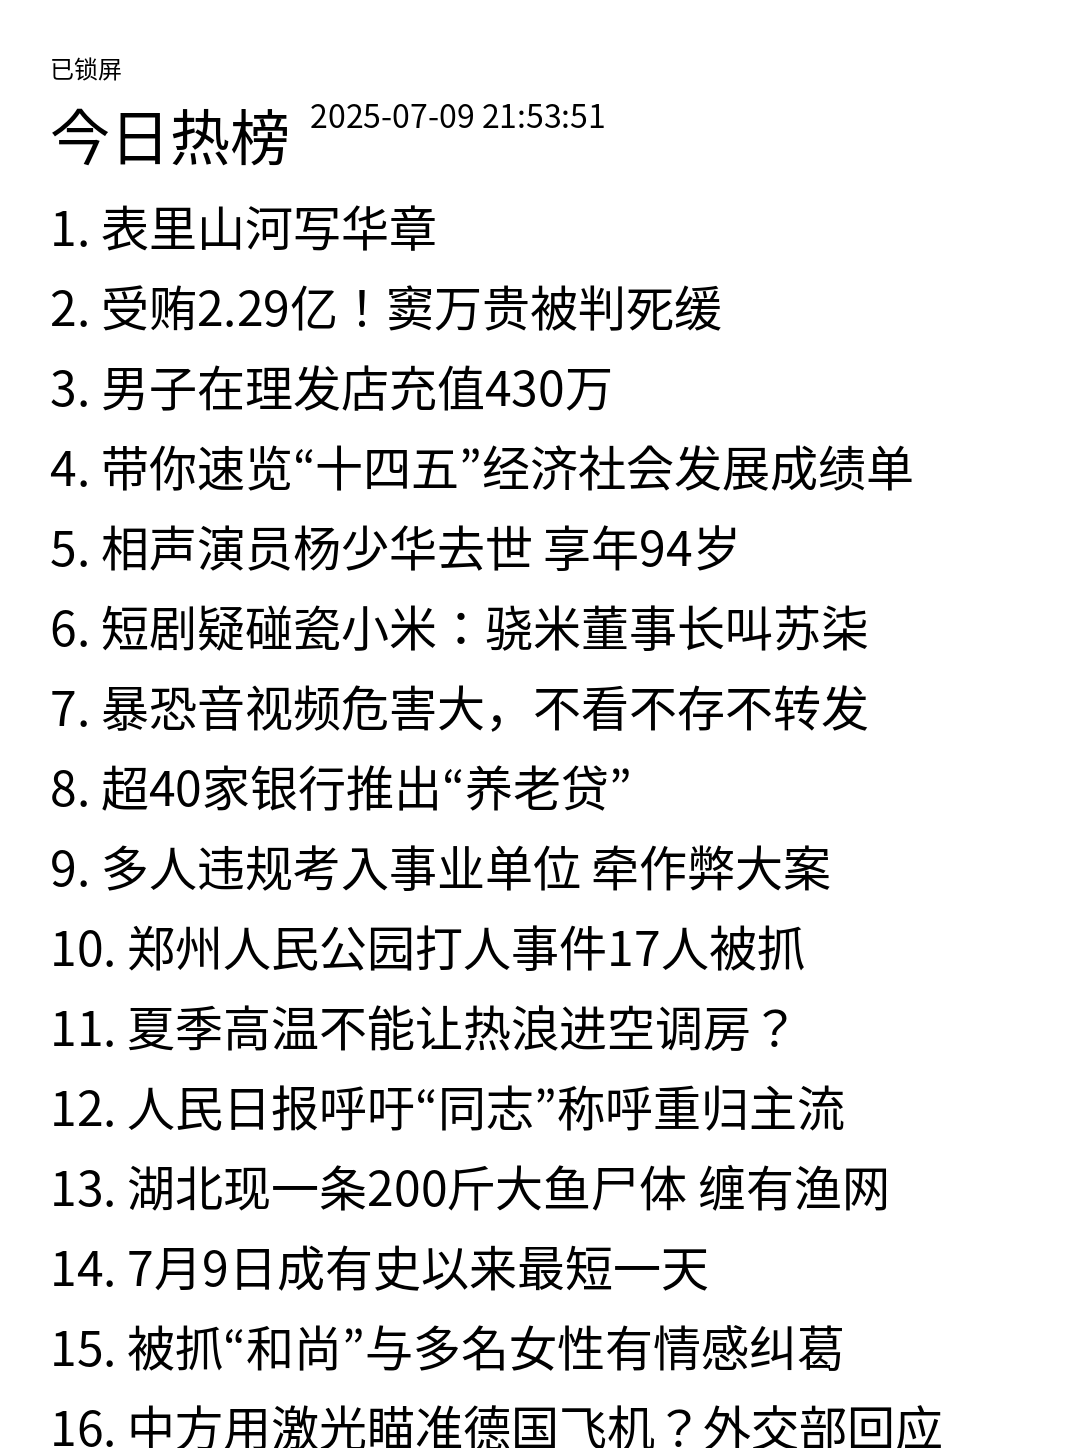 已锁屏
今日热榜 2025-07-09 21:53:51
1. 表里山河写华章
2. 受贿2.29亿！窦万贵被判死缓
3. 男子在理发店充值430万
4. 带你速览“十四五”经济社会发展成绩单
5. 相声演员杨少华去世 享年94岁
6. 短剧疑碰瓷小米：骁米董事长叫苏柒
7. 暴恐音视频危害大，不看不存不转发
8. 超40家银行推出“养老贷”
9. 多人违规考入事业单位 牵作弊大案
10. 郑州人民公园打人事件17人被抓
11. 夏季高温不能让热浪进空调房？
12. 人民日报呼吁“同志”称呼重归主流
13. 湖北现一条200斤大鱼尸体 缠有渔网
14. 7月9日成有史以来最短一天
15. 被抓“和尚”与多名女性有情感纠葛
16. 中方用激光瞄准德国飞机？外交部回应